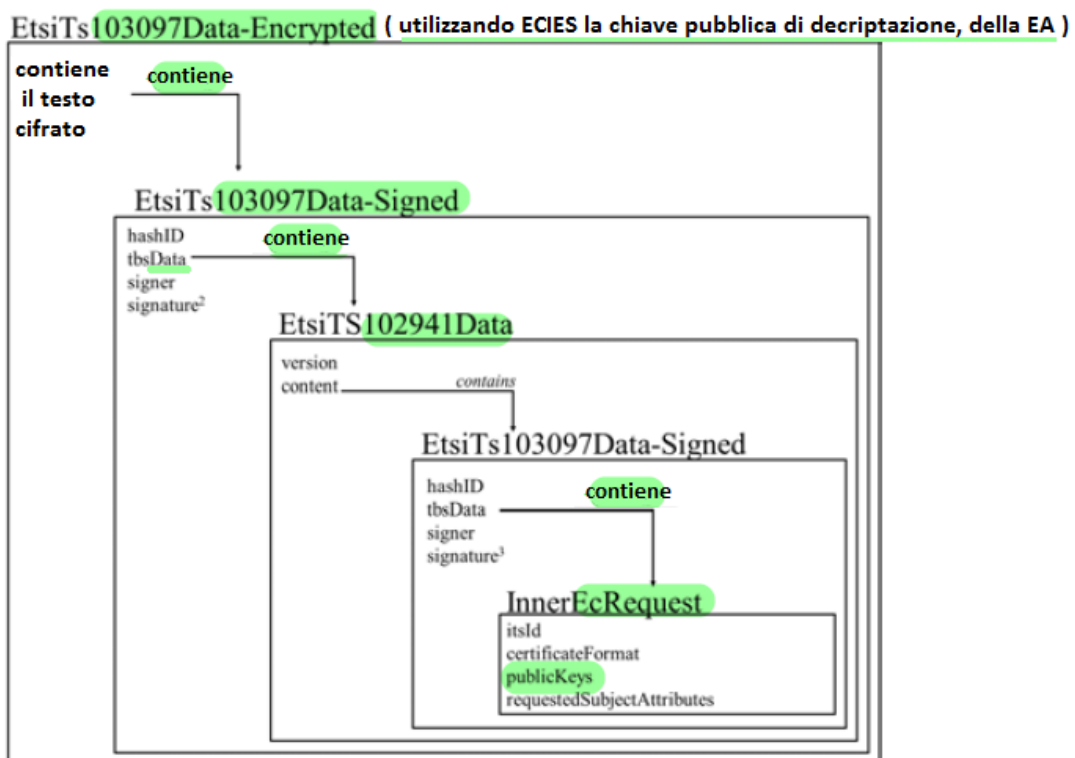 EtsiTs103097Data-Encrypted ( utilizzando ECIES la chiave pubblica di decriptazione, della EA )
contiene
il testo
cifrato
contiene
EtsiTs103097Data-Signed
hashID
tbsData
contiene
signer
signature²
EtsiTS102941Data
version
content
contains
EtsiTs103097Data-Signed
hashID
tbsData
contiene
signer
signature³
InnerEcRequest
itsId
certificateFormat
publicKeys
requestedSubjectAttributes